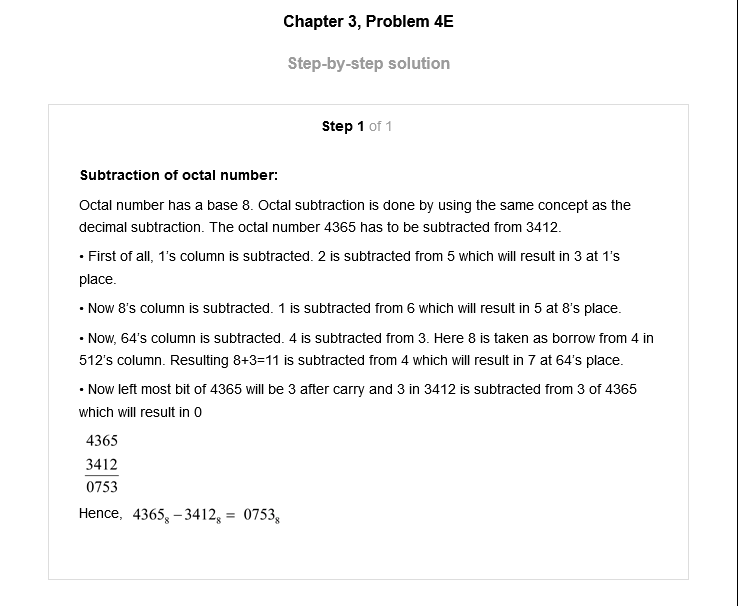 Chapter 3, Problem 4E
Step-by-step solution
Step 1 of 1
Subtraction of octal number:
Octal number has a base 8. Octal subtraction is done by using the same concept as the
decimal subtraction. The octal number 4365 has to be subtracted from 3412.
• First of all, 1's column is subtracted. 2 is subtracted from 5 which will result in 3 at 1's
place.
• Now 8's column is subtracted. 1 is subtracted from 6 which will result in 5 at 8's place.
• Now, 64's column is subtracted. 4 is subtracted from 3. Here 8 is taken as borrow from 4 in
512's column. Resulting 8+3=11 is subtracted from 4 which will result in 7 at 64's place.
• Now left most bit of 4365 will be 3 after carry and 3 in 3412 is subtracted from 3 of 4365
which will result in 0
4365
3412
0753
Hence, 4365₈ – 3412₈ = 0753₈